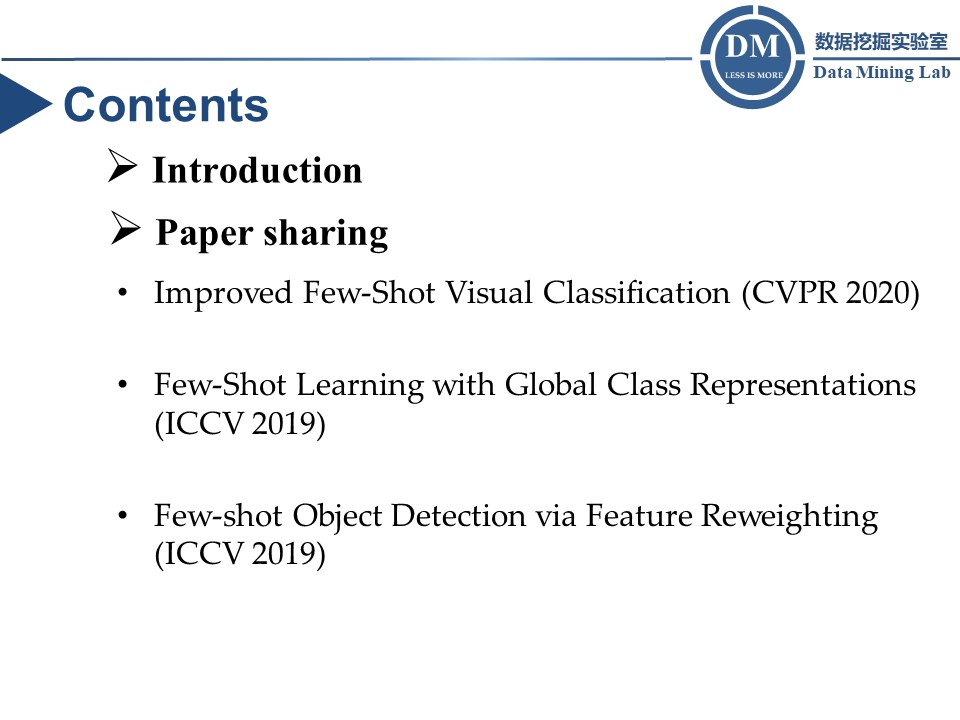 DM
LESS IS MORE
数据挖掘实验室
Data Mining Lab
Contents
➢ Introduction
➢ Paper sharing
• Improved Few-Shot Visual Classification (CVPR 2020)
• Few-Shot Learning with Global Class Representations
(ICCV 2019)
• Few-shot Object Detection via Feature Reweighting
(ICCV 2019)